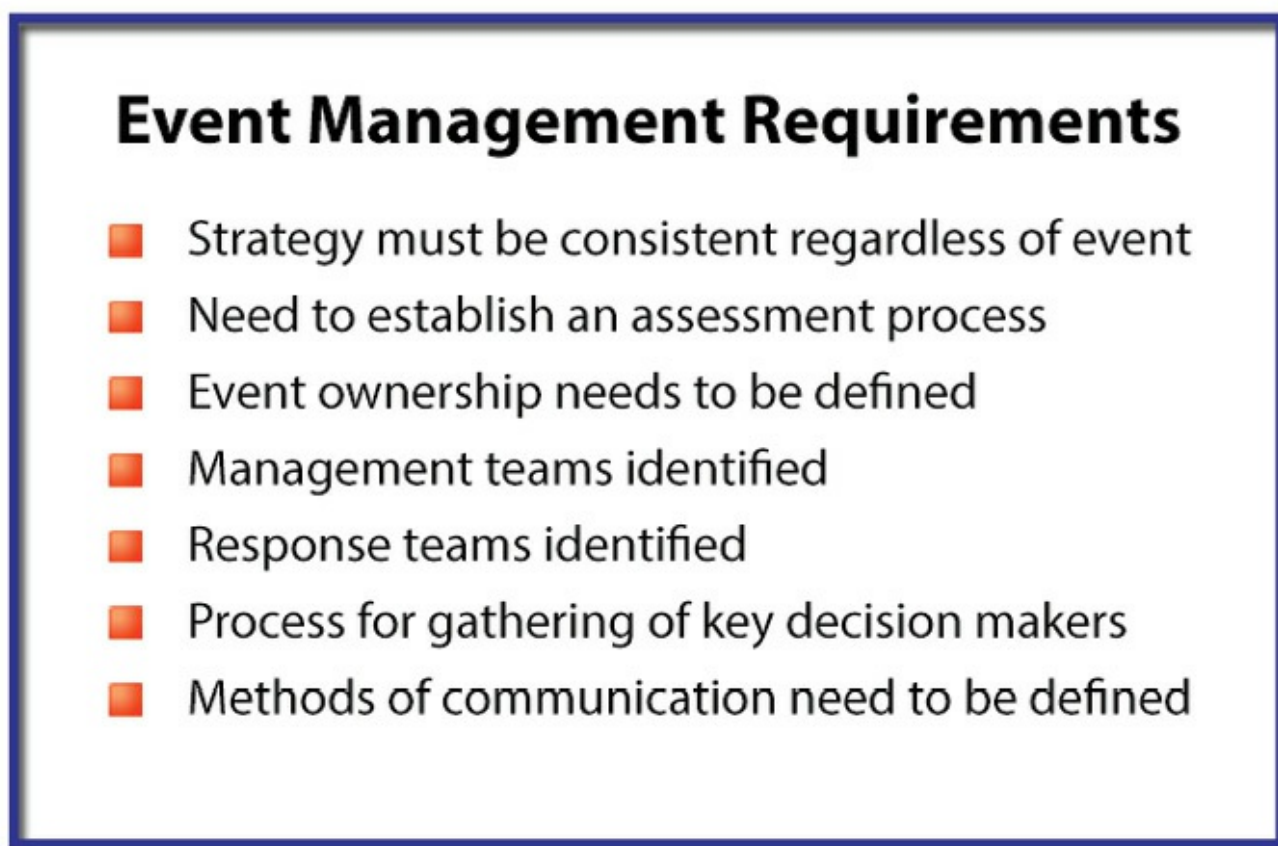 Event Management Requirements
Strategy must be consistent regardless of event
Need to establish an assessment process
Event ownership needs to be defined
Management teams identified
Response teams identified
Process for gathering of key decision makers
Methods of communication need to be defined